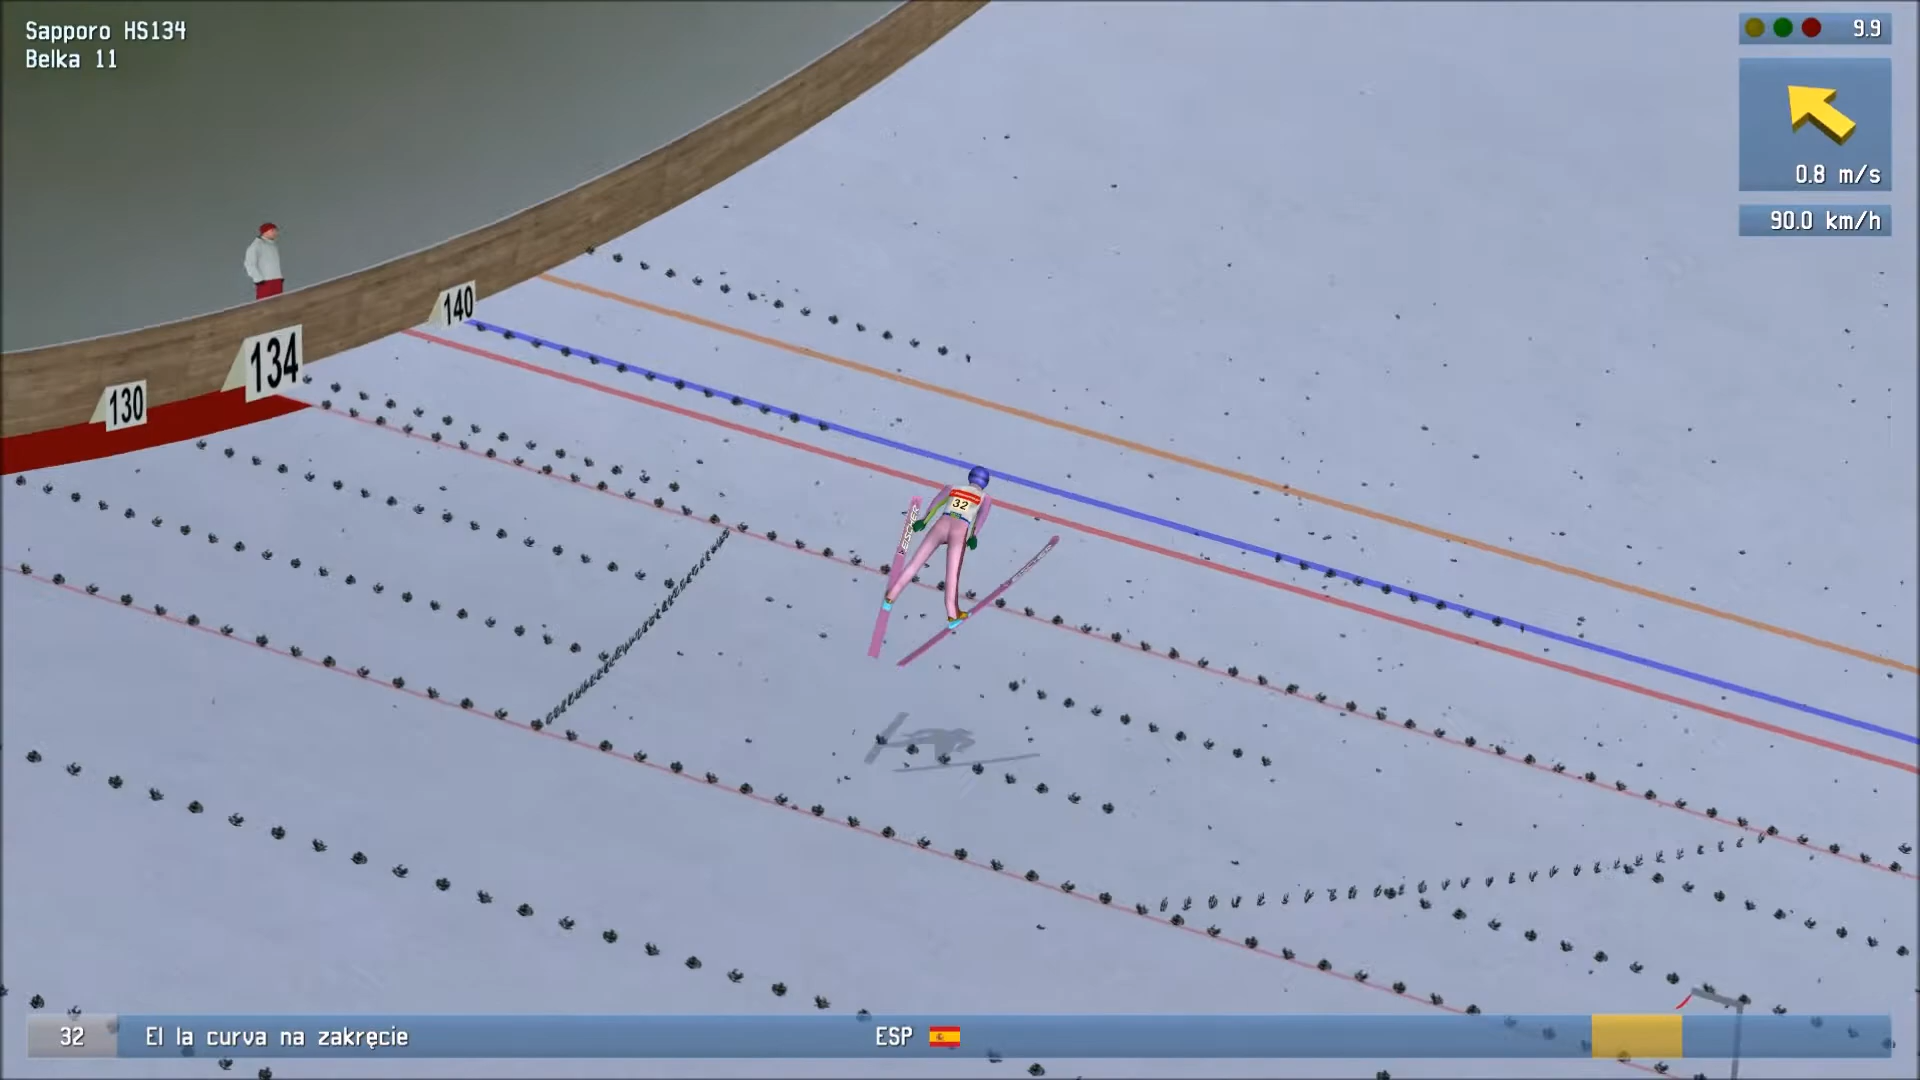 Sapporo HS134
Belka 11
9.9
0.8 m/s
90.0 km/h
140
134
130
32
FISCHER
32 El la curva na zakręcie ESP